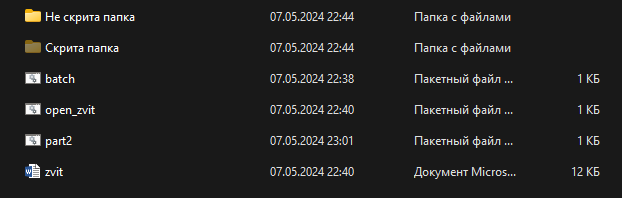 Не скрита папка 07.05.2024 22:44 Папка с файлами
Скрита папка 07.05.2024 22:44 Папка с файлами
batch 07.05.2024 22:38 Пакетный файл ... 1 КБ
open_zvit 07.05.2024 22:40 Пакетный файл ... 1 КБ
part2 07.05.2024 23:01 Пакетный файл ... 1 КБ
zvit 07.05.2024 22:40 Документ Micros... 12 КБ